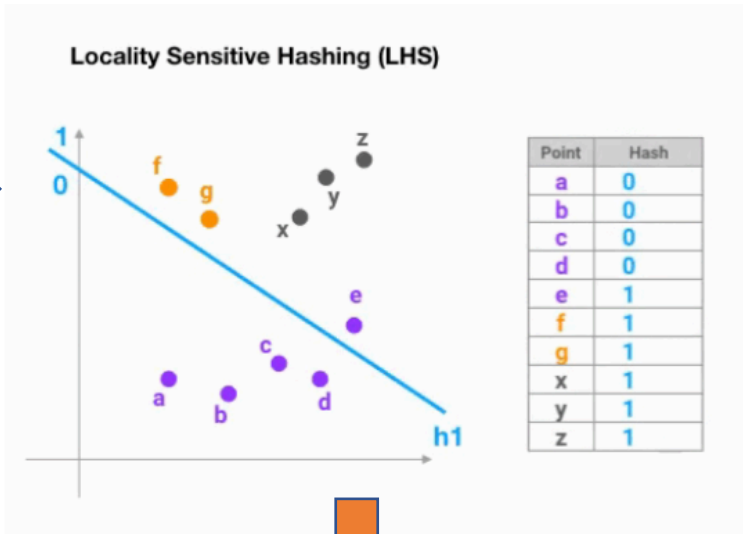 Locality Sensitive Hashing (LHS)
1
0
f
g
z
y
x
e
c
a
b
d
h1
Point Hash
a 0
b 0
c 0
d 0
e 1
f 1
g 1
x 1
y 1
z 1